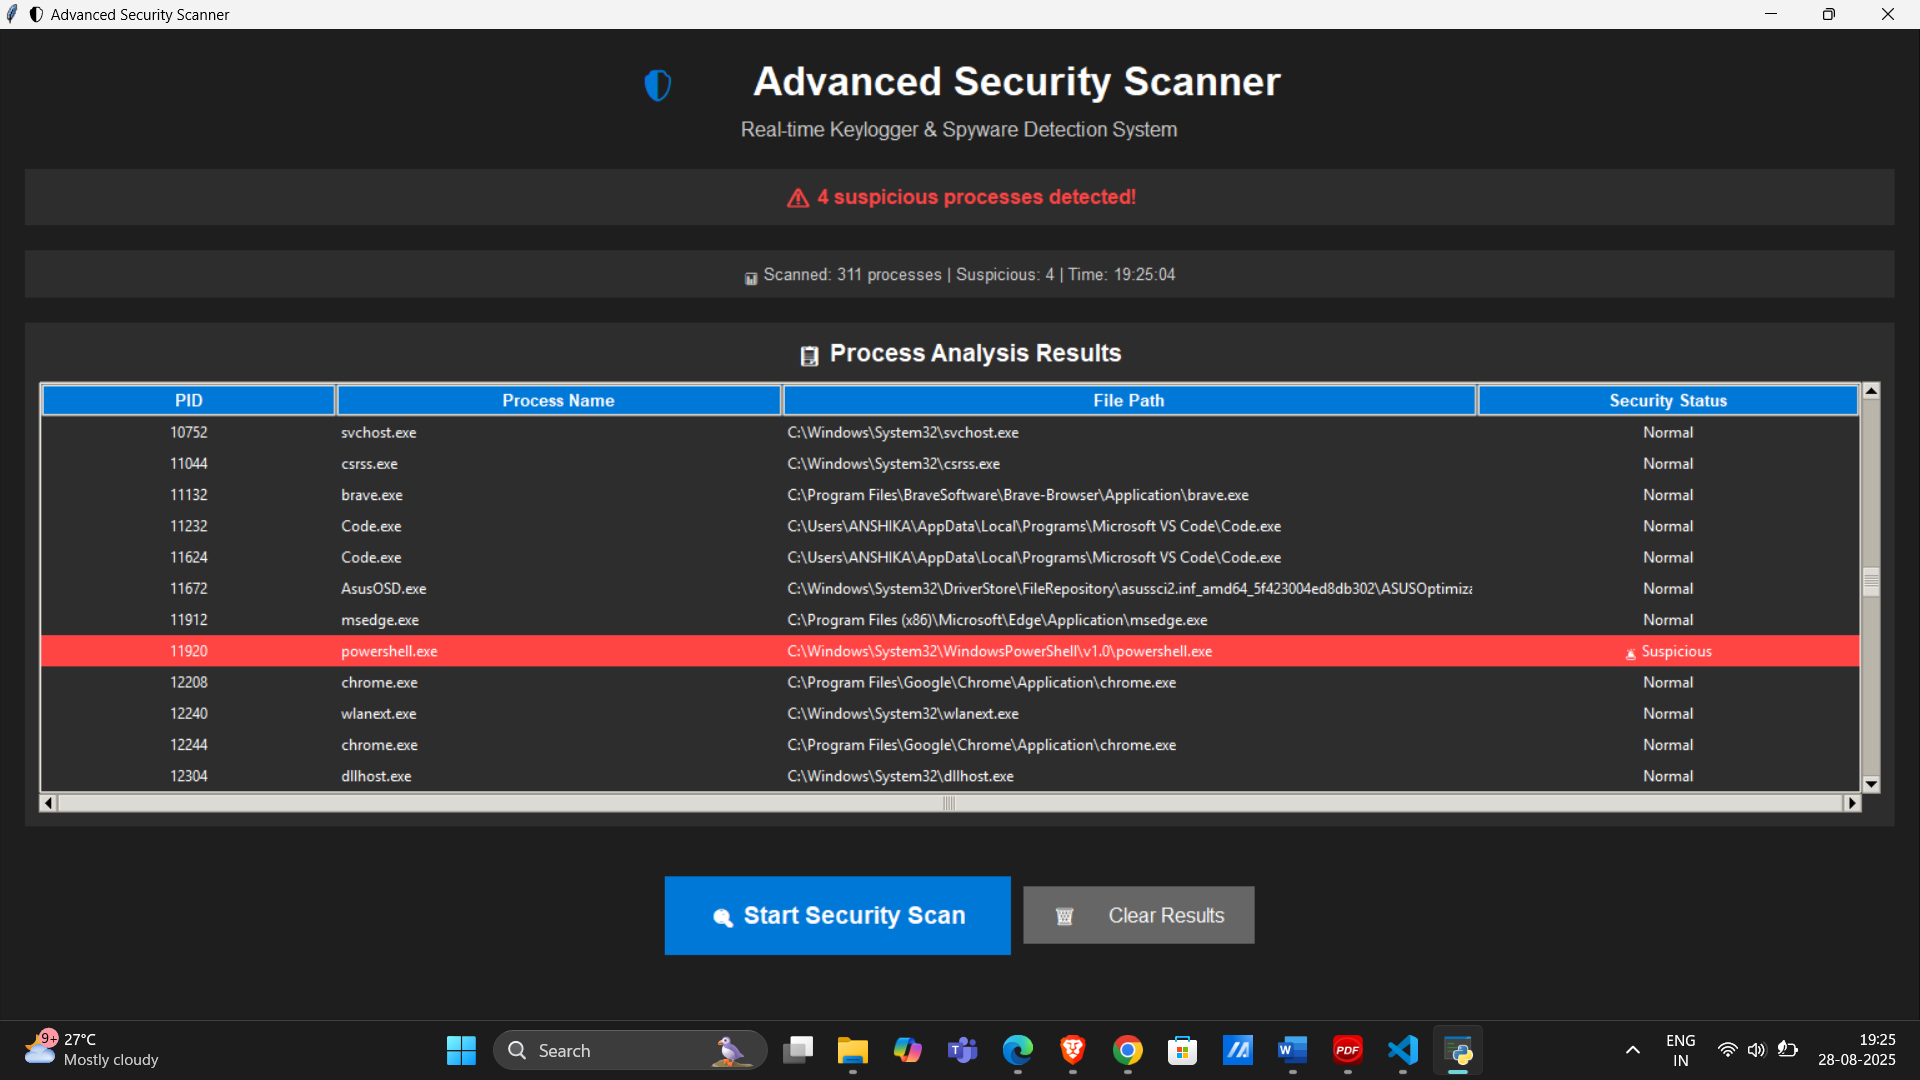 Advanced Security Scanner
Advanced Security Scanner
Real-time Keylogger & Spyware Detection System
⚠ 4 suspicious processes detected!
Scanned: 311 processes | Suspicious: 4 | Time: 19:25:04
Process Analysis Results
PID Process Name File Path Security Status
10752 svchost.exe C:\Windows\System32\svchost.exe Normal
11044 csrss.exe C:\Windows\System32\csrss.exe Normal
11132 brave.exe C:\Program Files\BraveSoftware\Brave-Browser\Application\brave.exe Normal
11232 Code.exe C:\Users\ANSHIKA\AppData\Local\Programs\Microsoft VS Code\Code.exe Normal
11624 Code.exe C:\Users\ANSHIKA\AppData\Local\Programs\Microsoft VS Code\Code.exe Normal
11672 AsusOSD.exe C:\Windows\System32\DriverStore\FileRepository\asussci2.inf_amd64_5f423004ed8db302\ASUSOptimiza Normal
11912 msedge.exe C:\Program Files (x86)\Microsoft\Edge\Application\msedge.exe Normal
11920 powershell.exe C:\Windows\System32\WindowsPowerShell\v1.0\powershell.exe Suspicious
12208 chrome.exe C:\Program Files\Google\Chrome\Application\chrome.exe Normal
12240 wlanext.exe C:\Windows\System32\wlanext.exe Normal
12244 chrome.exe C:\Program Files\Google\Chrome\Application\chrome.exe Normal
12304 dllhost.exe C:\Windows\System32\dllhost.exe Normal
Start Security Scan Clear Results
9+ 27°C
Mostly cloudy
Search
T
W
PDF
ENG
IN
19:25
28-08-2025